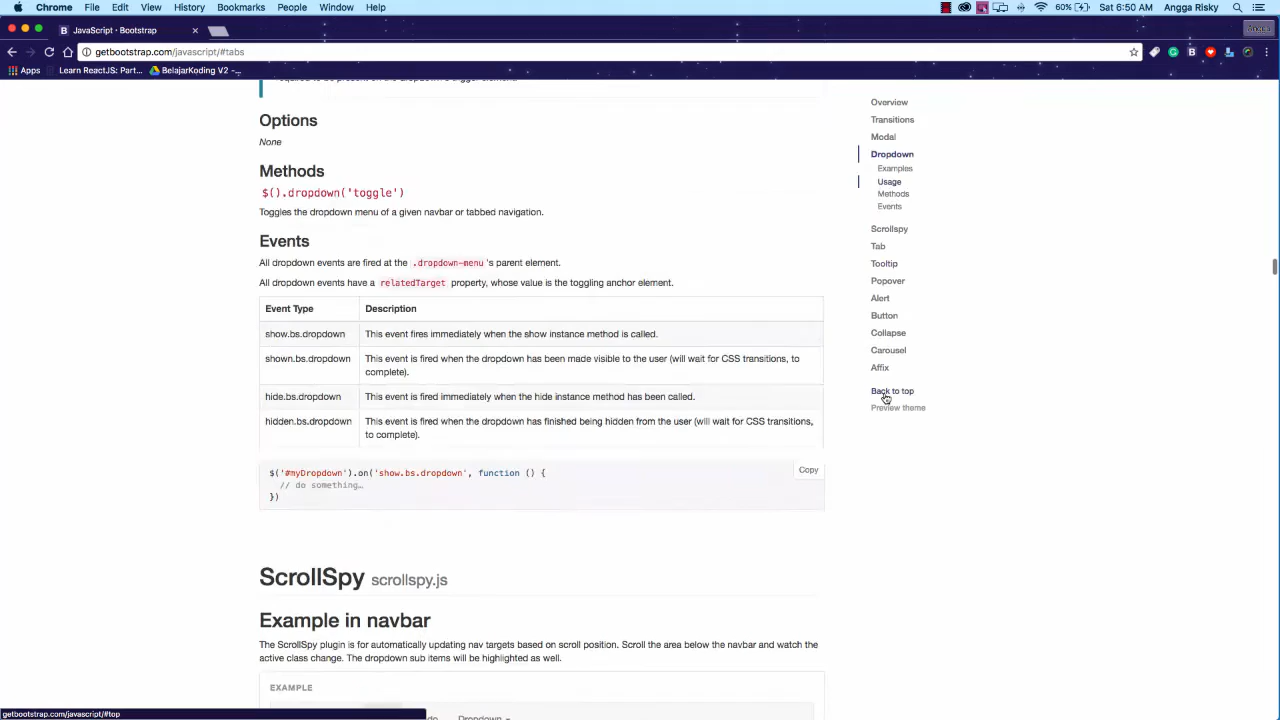 Chrome File Edit View History Bookmarks People Window Help 60% Sat 6:50 AM Angga Risky
JavaScript · Bootstrap
getbootstrap.com/javascript/#tabs
Apps Learn ReactJS: Part... BelajarKoding V2 -...
Options
None
Methods
$().dropdown('toggle')
Toggles the dropdown menu of a given navbar or tabbed navigation.
Events
All dropdown events are fired at the .dropdown-menu's parent element.
All dropdown events have a relatedTarget property, whose value is the toggling anchor element.
Event Type Description
show.bs.dropdown This event fires immediately when the show instance method is called.
shown.bs.dropdown This event is fired when the dropdown has been made visible to the user (will wait for CSS transitions, to
complete).
hide.bs.dropdown This event is fired immediately when the hide instance method has been called.
hidden.bs.dropdown This event is fired when the dropdown has finished being hidden from the user (will wait for CSS transitions,
to complete).
Copy
$('#myDropdown').on('show.bs.dropdown', function () {
// do something…
})
ScrollSpy scrollspy.js
Example in navbar
The ScrollSpy plugin is for automatically updating nav targets based on scroll position. Scroll the area below the navbar and watch the
active class change. The dropdown sub items will be highlighted as well.
EXAMPLE
Dropdown
Overview
Transitions
Modal
Dropdown
Examples
Usage
Methods
Events
Scrollspy
Tab
Tooltip
Popover
Alert
Button
Collapse
Carousel
Affix
Back to top
Preview theme
getbootstrap.com/javascript/#top